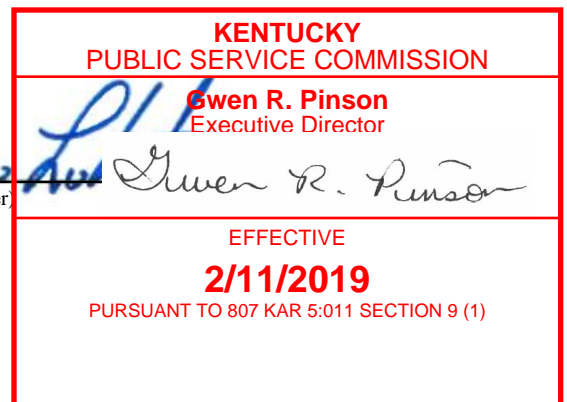 KENTUCKY
PUBLIC SERVICE COMMISSION
Gwen R. Pinson
Executive Director
Gwen R. Pinson
er)
EFFECTIVE
2/11/2019
PURSUANT TO 807 KAR 5:011 SECTION 9 (1)